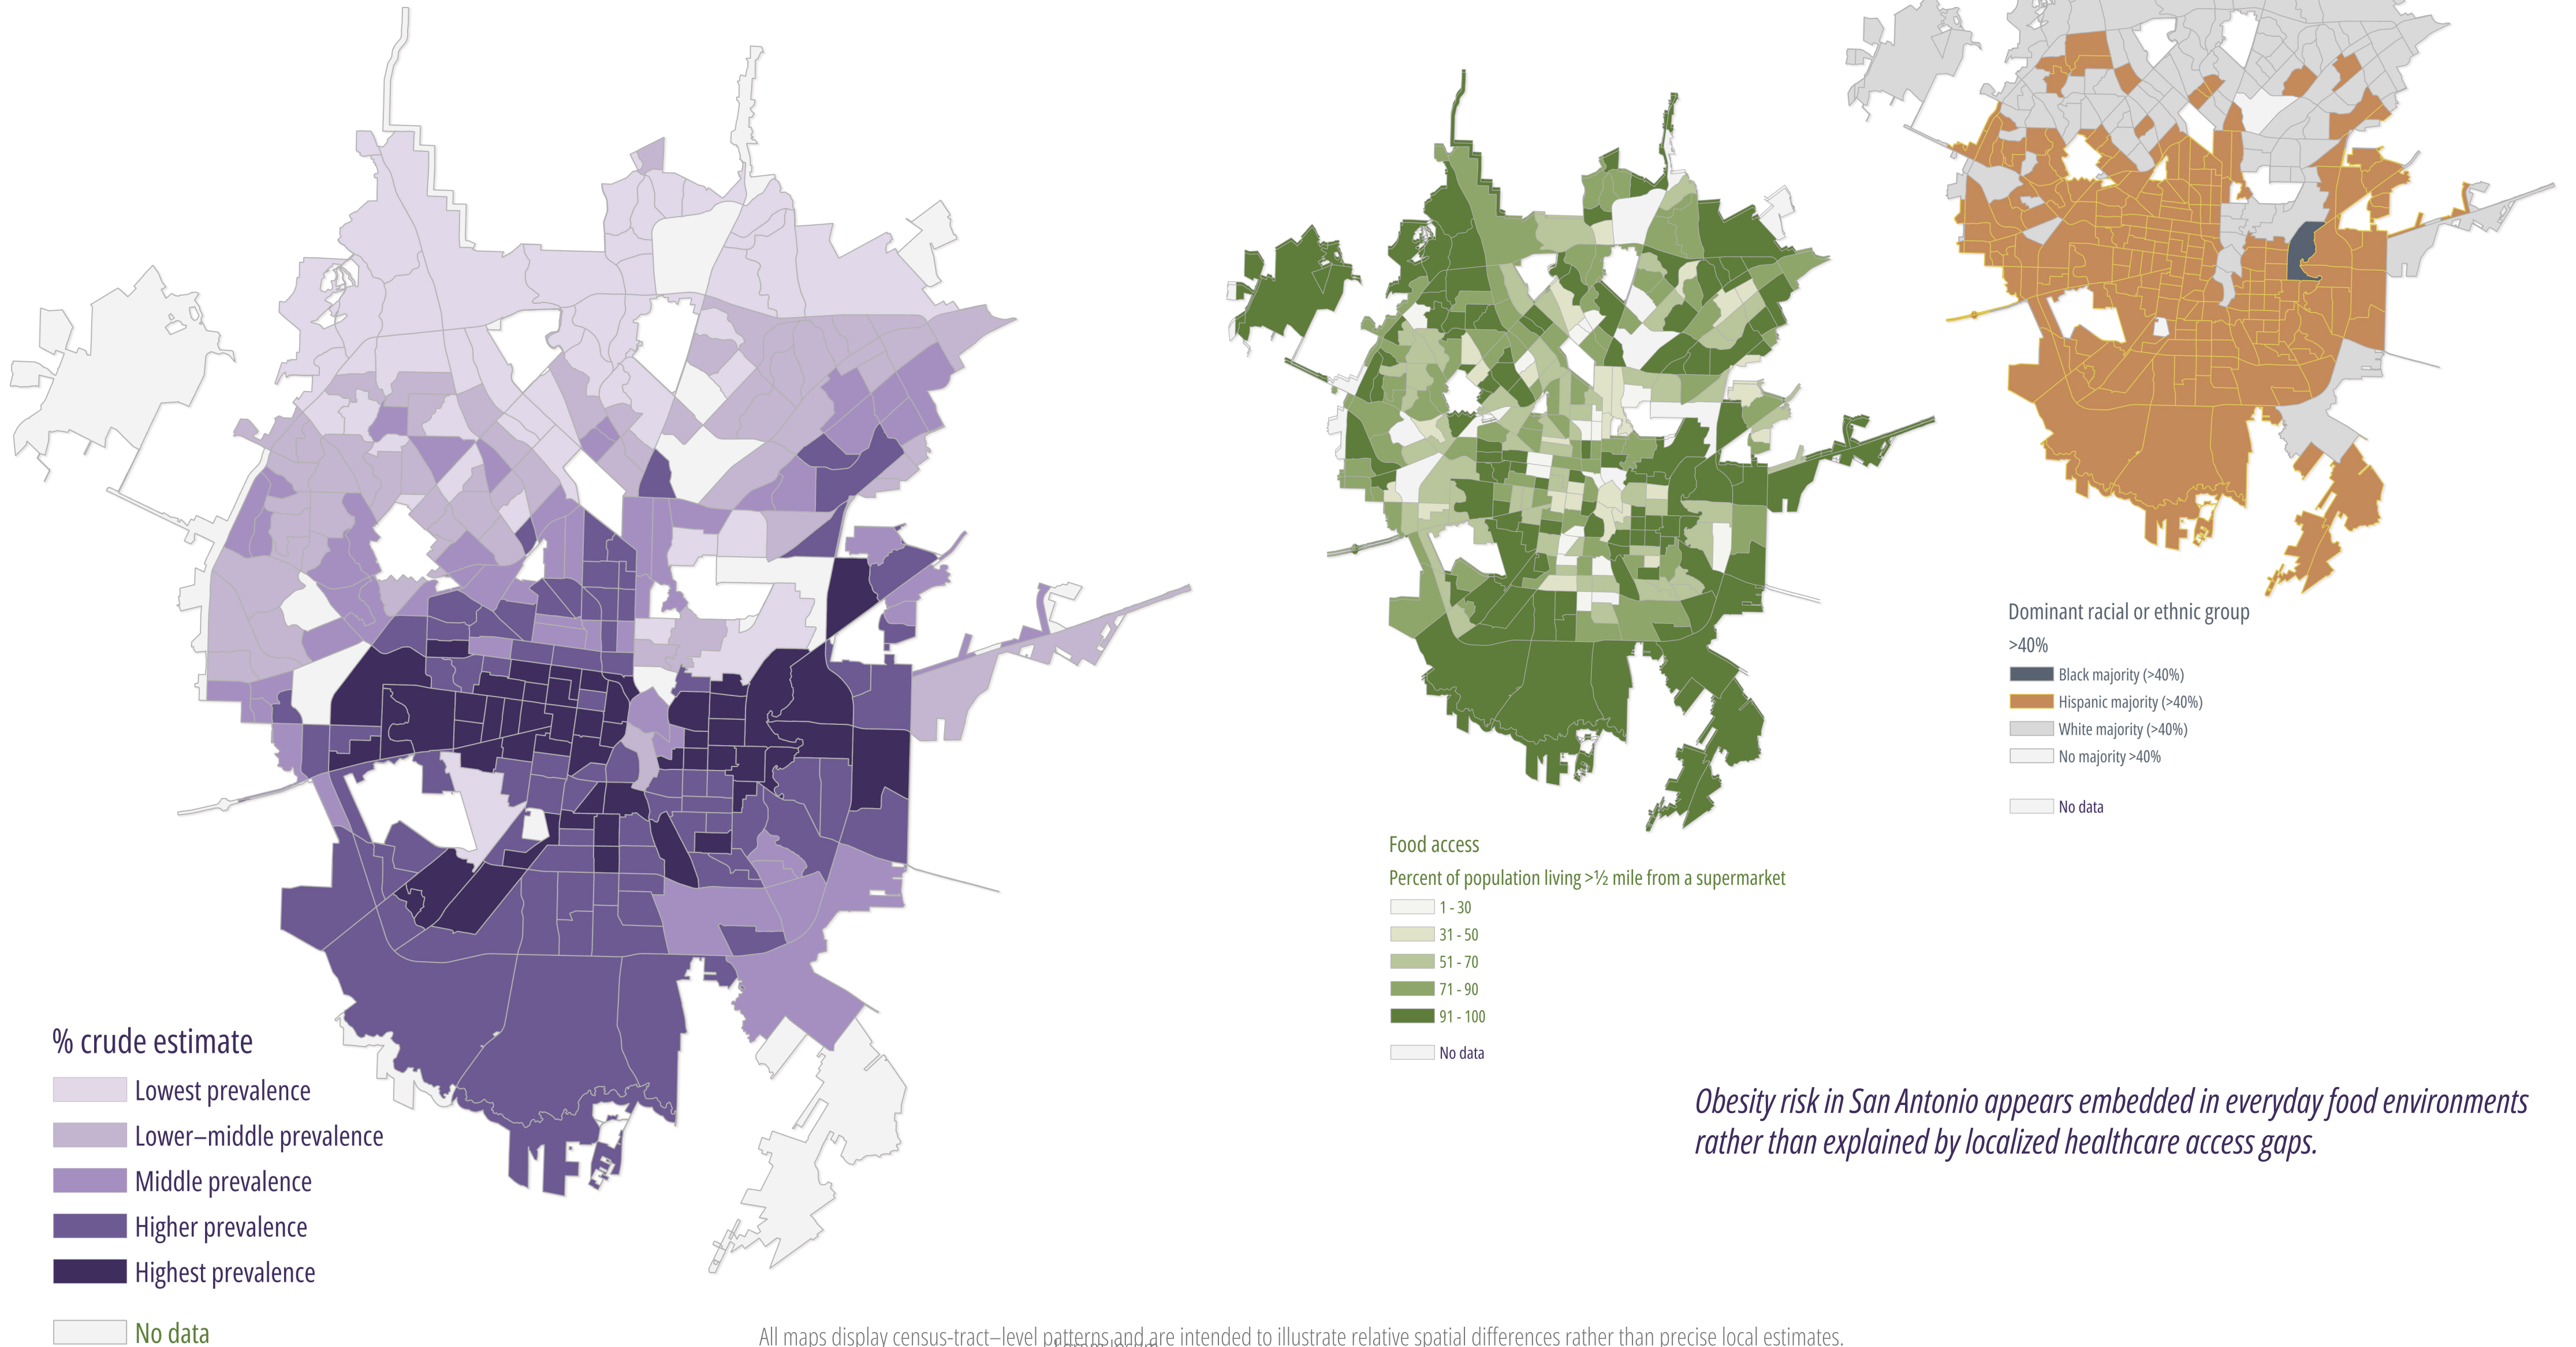 % crude estimate
Lowest prevalence
Lower–middle prevalence
Middle prevalence
Higher prevalence
Highest prevalence
No data
Food access
Percent of population living >½ mile from a supermarket
1 - 30
31 - 50
51 - 70
71 - 90
91 - 100
No data
Dominant racial or ethnic group
>40%
Black majority (>40%)
Hispanic majority (>40%)
White majority (>40%)
No majority >40%
No data
Obesity risk in San Antonio appears embedded in everyday food environments
rather than explained by localized healthcare access gaps.
All maps display census-tract–level patterns and are intended to illustrate relative spatial differences rather than precise local estimates.